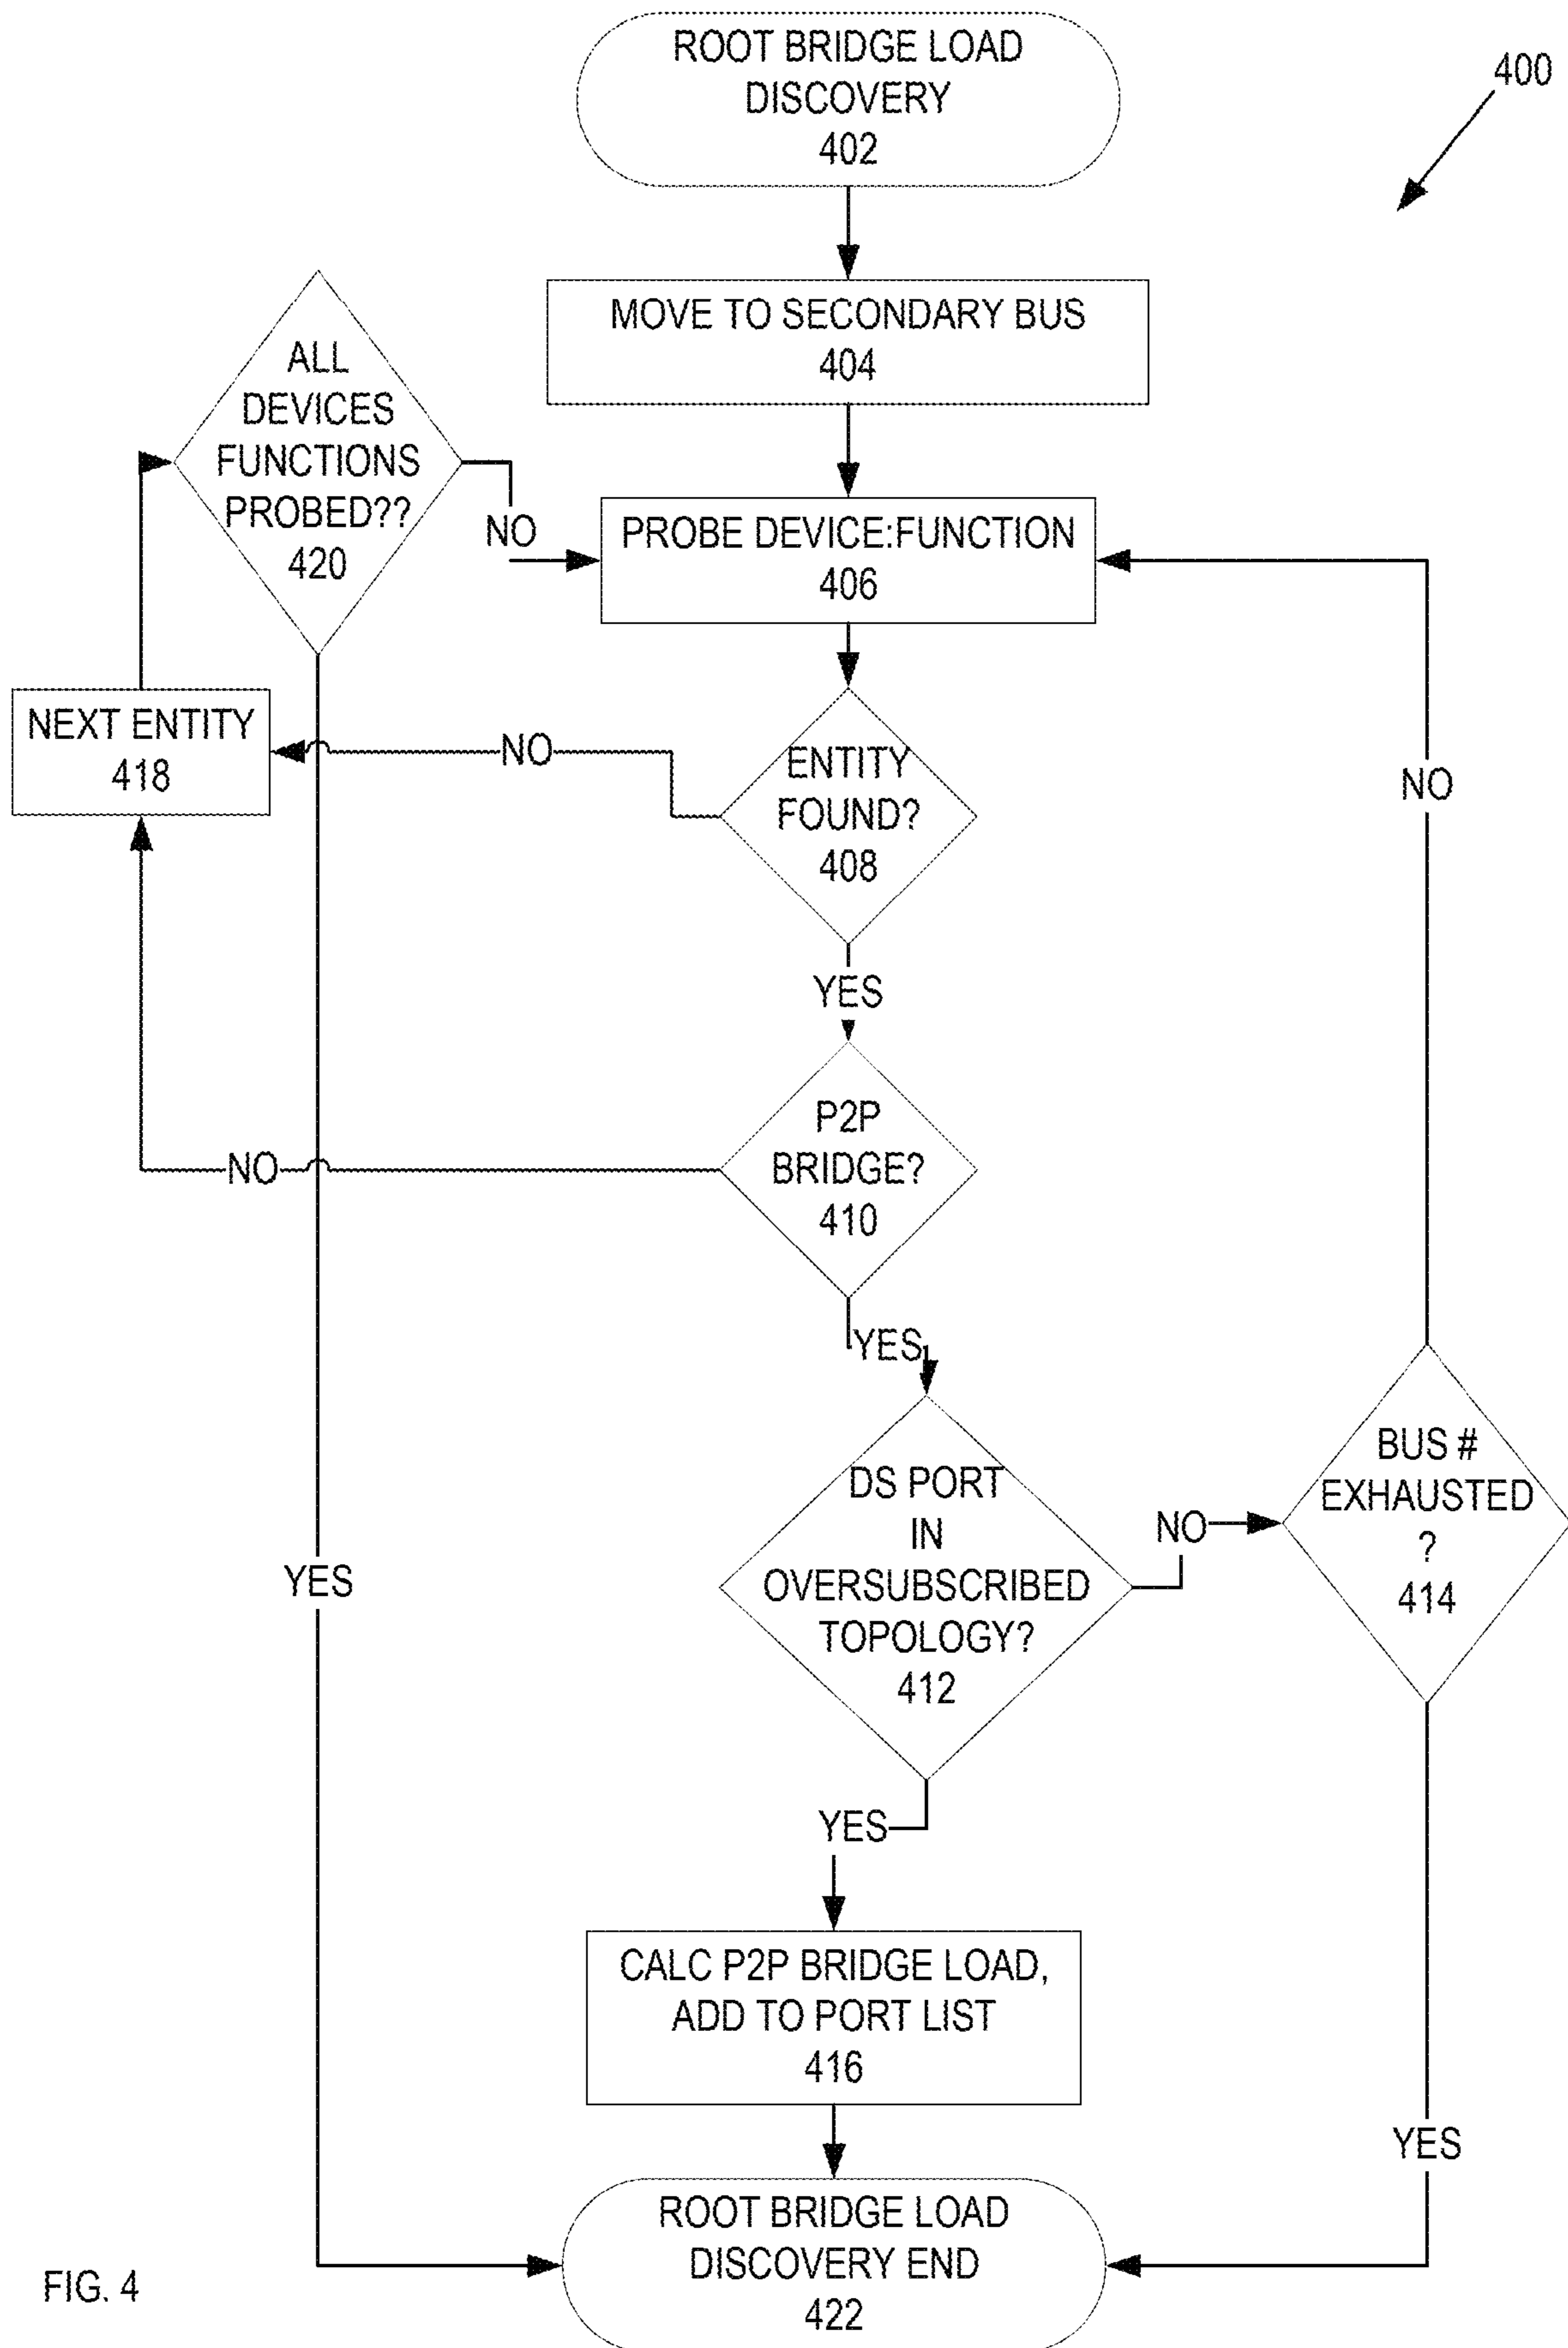 ROOT BRIDGE LOAD
DISCOVERY
402
400
MOVE TO SECONDARY BUS
404
ALL
DEVICES
FUNCTIONS
PROBED??
420
NO
PROBE DEVICE:FUNCTION
406
NEXT ENTITY
418
NO
ENTITY
FOUND?
408
NO
YES
P2P
BRIDGE?
410
NO
YES
DS PORT
IN
OVERSUBSCRIBED
TOPOLOGY?
412
NO
BUS #
EXHAUSTED
?
414
YES
YES
CALC P2P BRIDGE LOAD,
ADD TO PORT LIST
416
YES
ROOT BRIDGE LOAD
DISCOVERY END
422
FIG. 4